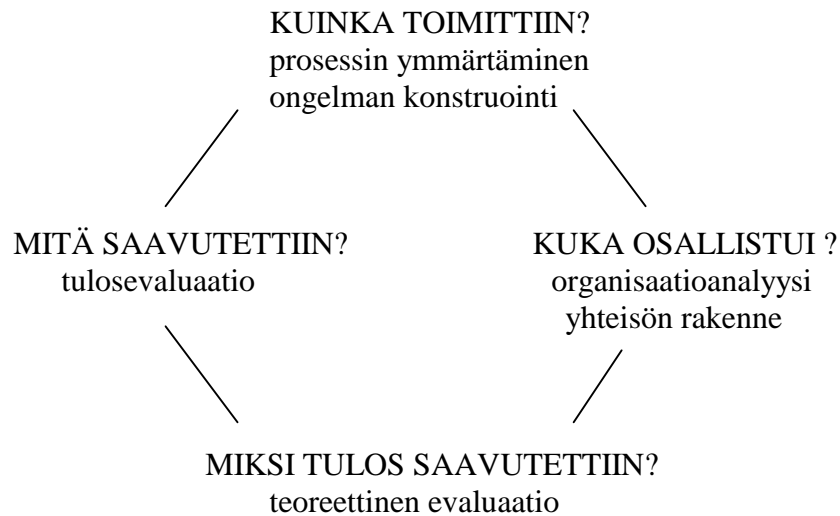 KUINKA TOIMITTIIN?
prosessin ymmärtäminen
ongelman konstruointi
MITÄ SAAVUTETTIIN?
tulosevaluaatio
KUKA OSALLISTUI ?
organisaatioanalyysi
yhteisön rakenne
MIKSI TULOS SAAVUTETTIIN?
teoreettinen evaluaatio